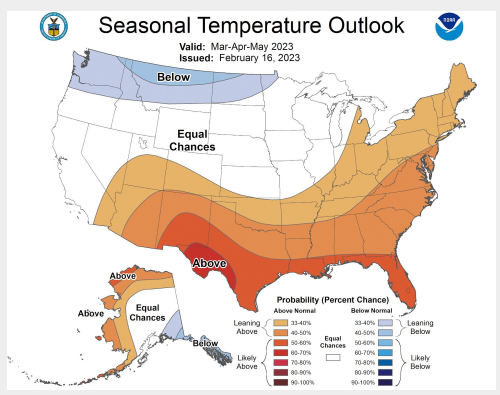 Seasonal Temperature Outlook
Valid: Mar-Apr-May 2023
Issued: February 16, 2023
noaa
Below
Equal
Chances
Above
Above
Above
Equal
Chances
Below
Probability (Percent Chance)
Above Normal
Below Normal
Leaning
Above
33-40%
40-50%
50-60%
60-70%
70-80%
80-90%
90-100%
Likely
Above
Equal
Chances
33-40%
40-50%
50-60%
60-70%
70-80%
80-90%
90-100%
Leaning
Below
Likely
Below